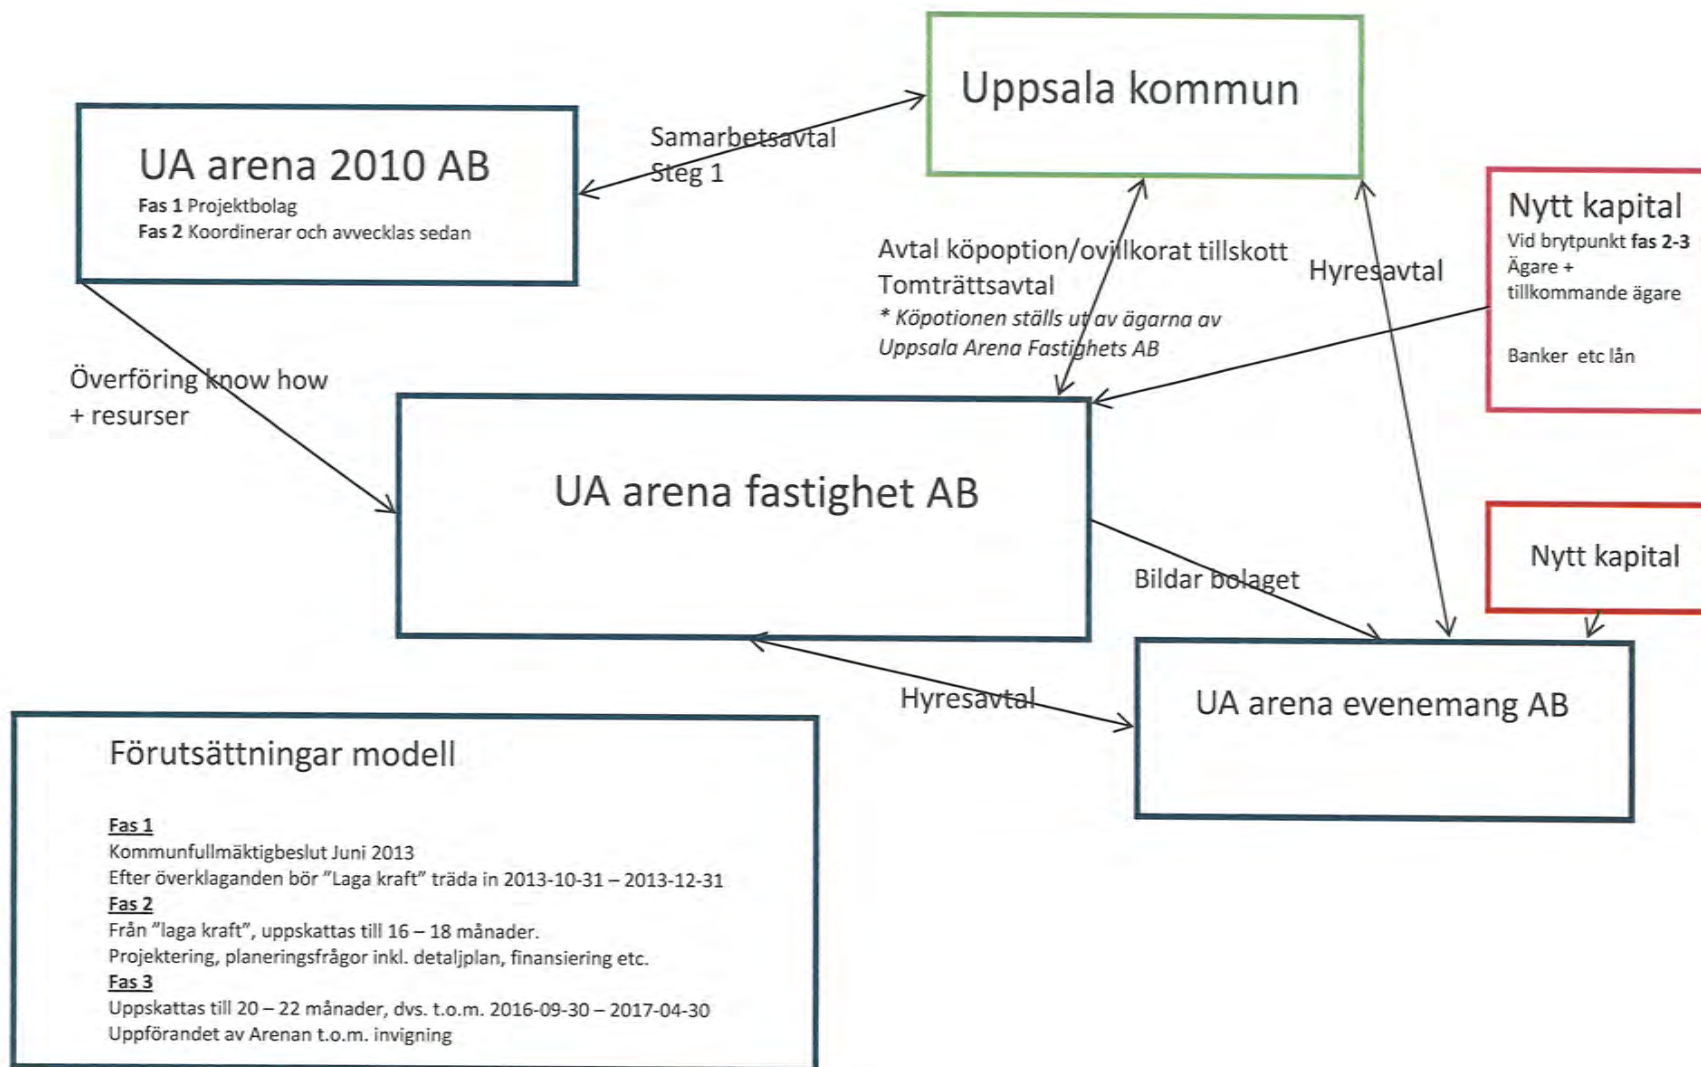 Uppsala kommun
UA arena 2010 AB
Fas 1 Projektbolag
Fas 2 Koordinerar och avvecklas sedan
Samarbetsavtal
Steg 1
Nytt kapital
Vid brytpunkt fas 2-3
Ägare +
tillkommande ägare
Banker etc lån
Avtal köpoption/ovillkorat tillskott
Tomträttsavtal
* Köpotionen ställs ut av ägarna av
Uppsala Arena Fastighets AB
Hyresavtal
Överföring know how
+ resurser
UA arena fastighet AB
Nytt kapital
Bildar bolaget
Hyresavtal
UA arena evenemang AB
Förutsättningar modell
Fas 1
Kommunfullmäktigbeslut Juni 2013
Efter överklaganden bör ”Laga kraft” träda in 2013-10-31 – 2013-12-31
Fas 2
Från ”laga kraft”, uppskattas till 16 – 18 månader.
Projektering, planeringsfrågor inkl. detaljplan, finansiering etc.
Fas 3
Uppskattas till 20 – 22 månader, dvs. t.o.m. 2016-09-30 – 2017-04-30
Uppförandet av Arenan t.o.m. invigning